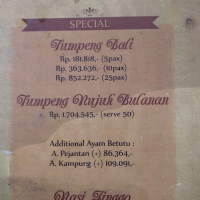 SPECIAL
Tumpeng Bali
Rp. 181.818,- (5pax)
Rp. 363.636,- (10pax)
Rp. 852.272,- (25pax)
Tumpeng Nujuh Bulanan
Rp. 1.704.545,- (serve 50)
Additional Ayam Betutu :
A. Pejantan (+) 86.364,-
A. Kampung (+) 109.091,-
Nasi Jinggo